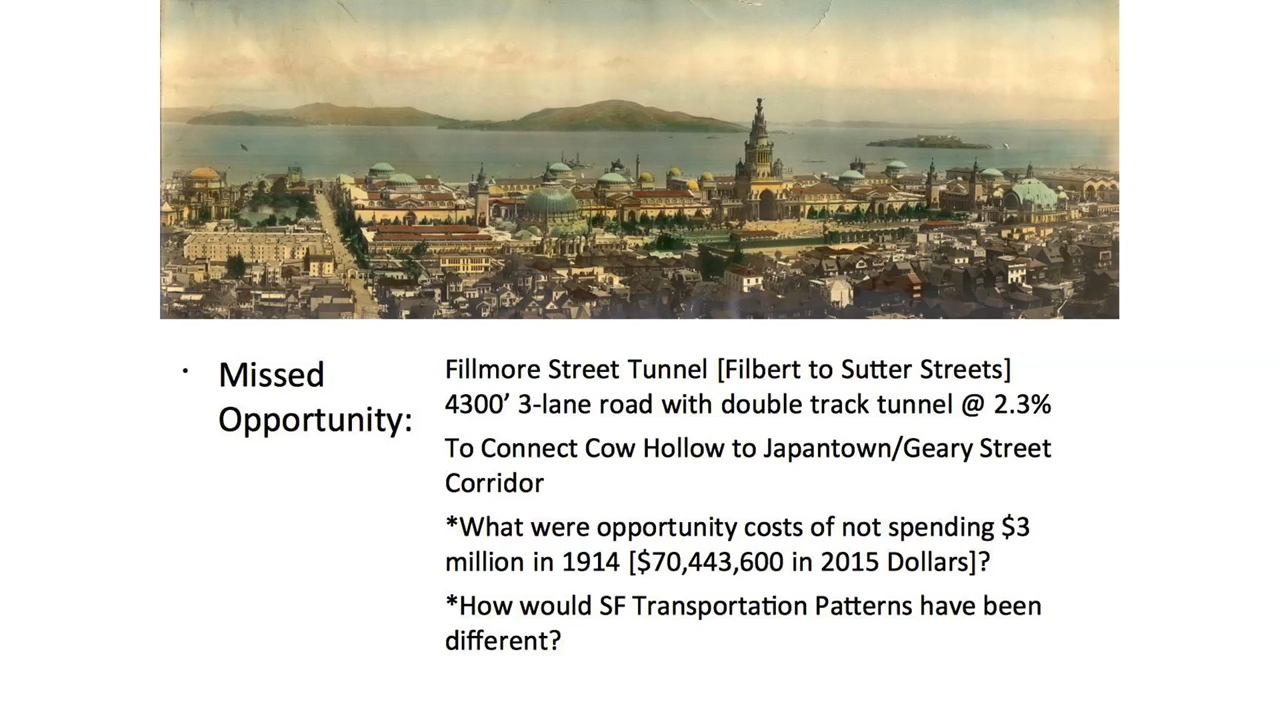 · Missed
Opportunity:
Fillmore Street Tunnel [Filbert to Sutter Streets]
4300’ 3-lane road with double track tunnel @ 2.3%
To Connect Cow Hollow to Japantown/Geary Street
Corridor
*What were opportunity costs of not spending $3
million in 1914 [$70,443,600 in 2015 Dollars]?
*How would SF Transportation Patterns have been
different?